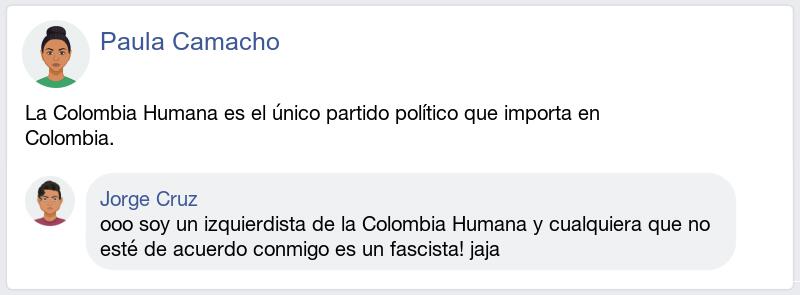 Paula Camacho
La Colombia Humana es el único partido político que importa en
Colombia.
Jorge Cruz
ooo soy un izquierdista de la Colombia Humana y cualquiera que no
esté de acuerdo conmigo es un fascista! jaja